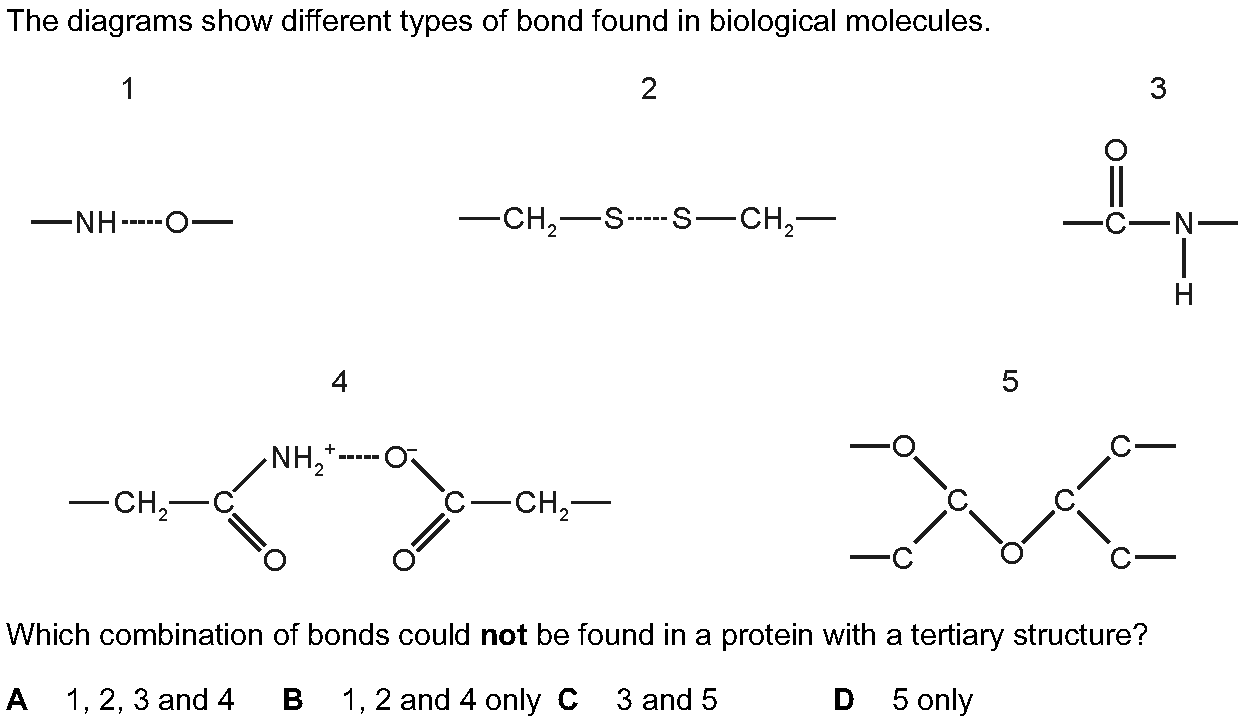 The diagrams show different types of bond found in biological molecules.
1 2 3
O
—NH-----O— —CH₂—S-----S—CH₂— —C—N—
H
4 5
NH₂⁺-----O⁻ O C—
—CH₂—C C—CH₂— C C
O O —C O C—
Which combination of bonds could not be found in a protein with a tertiary structure?
A 1, 2, 3 and 4 B 1, 2 and 4 only C 3 and 5 D 5 only